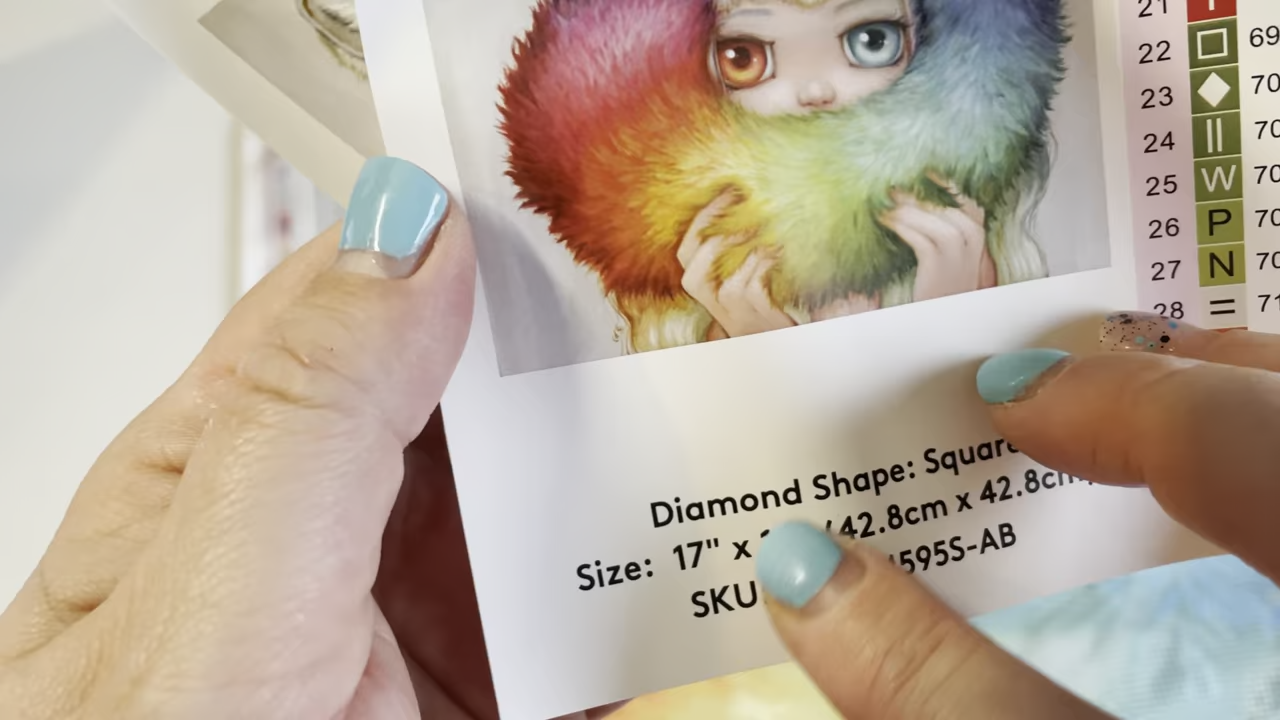 21
22 69
23 70
24 || 70
25 W 70
26 P 70
27 N 70
28 = 71
Diamond Shape: Square
Size: 17" x 42.8cm x 42.8cm
SKU 595S-AB